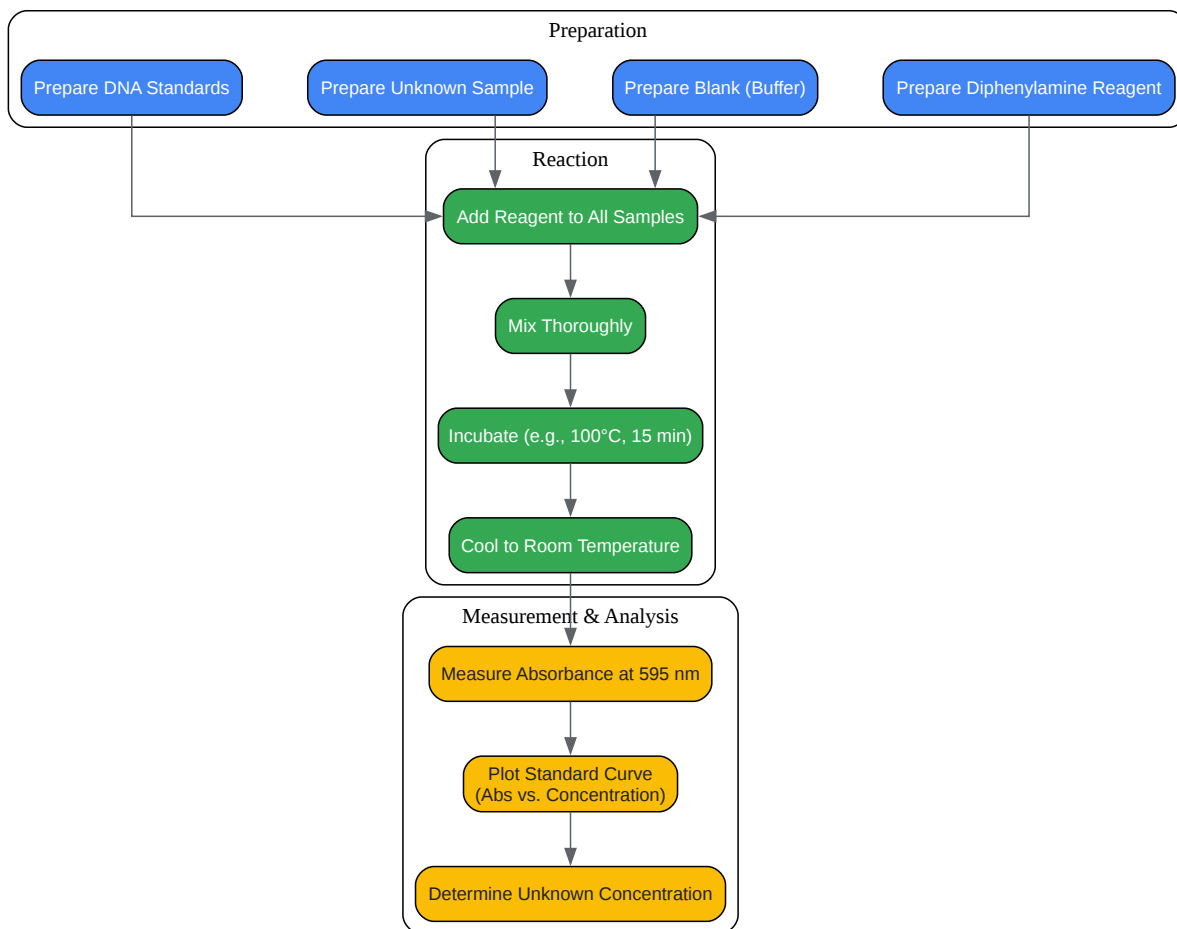 Preparation
Prepare DNA Standards
Prepare Unknown Sample
Prepare Blank (Buffer)
Prepare Diphenylamine Reagent
Reaction
Add Reagent to All Samples
Mix Thoroughly
Incubate (e.g., 100°C, 15 min)
Cool to Room Temperature
Measurement & Analysis
Measure Absorbance at 595 nm
Plot Standard Curve
(Abs vs. Concentration)
Determine Unknown Concentration